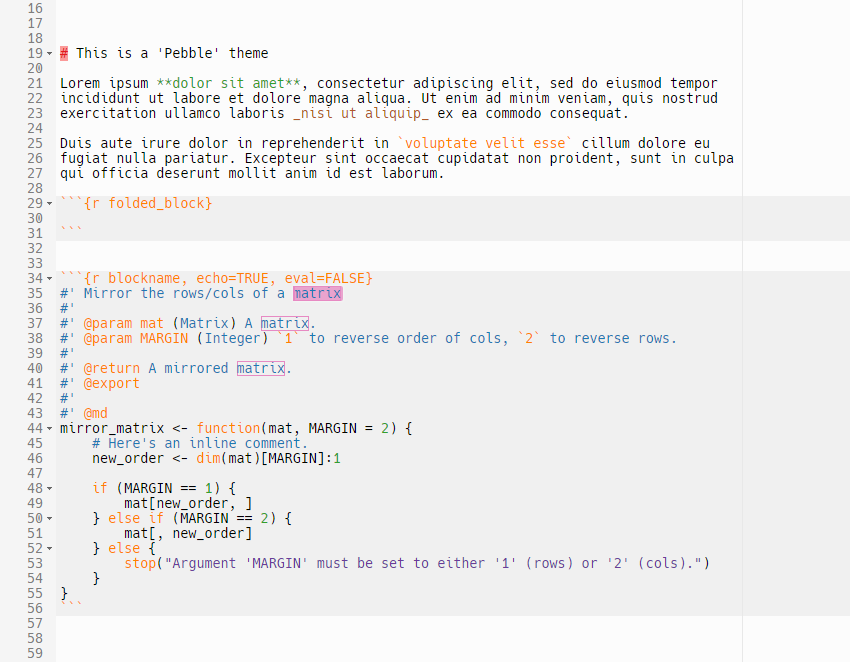 16
17
18
19 # This is a 'Pebble' theme
20
21 Lorem ipsum **dolor sit amet**, consectetur adipiscing elit, sed do eiusmod tempor
22 incididunt ut labore et dolore magna aliqua. Ut enim ad minim veniam, quis nostrud
23 exercitation ullamco laboris _nisi ut aliquip_ ex ea commodo consequat.
24
25 Duis aute irure dolor in reprehenderit in `voluptate velit esse` cillum dolore eu
26 fugiat nulla pariatur. Excepteur sint occaecat cupidatat non proident, sunt in culpa
27 qui officia deserunt mollit anim id est laborum.
28
29 ```{r folded_block}
30
31 ```
32
33
34 ```{r blockname, echo=TRUE, eval=FALSE}
35 #' Mirror the rows/cols of a matrix
36 #'
37 #' @param mat (Matrix) A matrix.
38 #' @param MARGIN (Integer) `1` to reverse order of cols, `2` to reverse rows.
39 #'
40 #' @return A mirrored matrix.
41 #' @export
42 #'
43 #' @md
44 mirror_matrix <- function(mat, MARGIN = 2) {
45     # Here's an inline comment.
46     new_order <- dim(mat)[MARGIN]:1
47
48     if (MARGIN == 1) {
49         mat[new_order, ]
50     } else if (MARGIN == 2) {
51         mat[, new_order]
52     } else {
53         stop("Argument 'MARGIN' must be set to either '1' (rows) or '2' (cols).")
54     }
55 }
56 ```
57
58
59